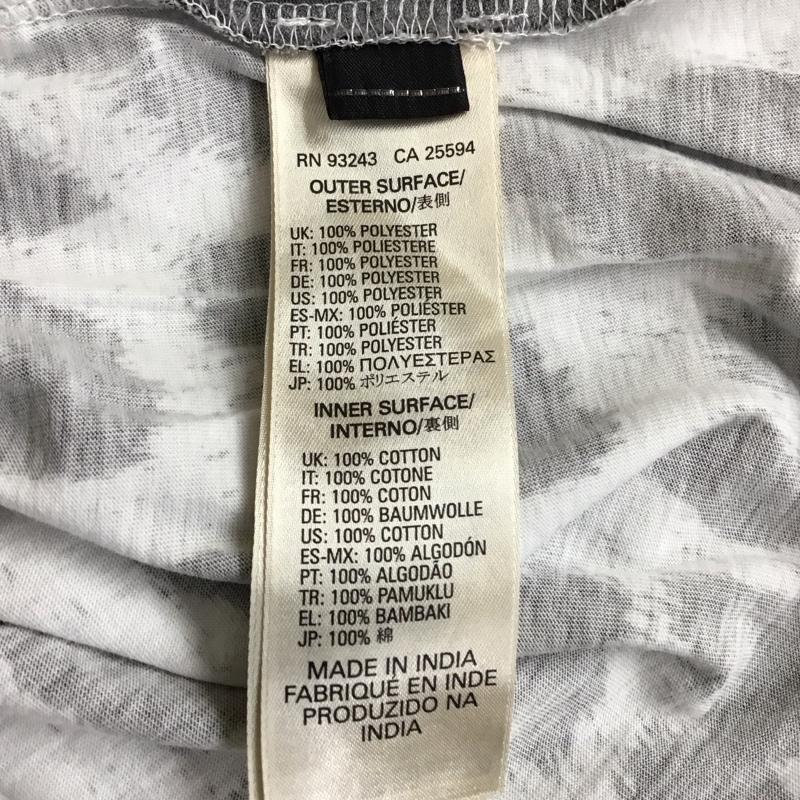 RN 93243 CA 25594
OUTER SURFACE/
ESTERNO/表側
UK: 100% POLYESTER
IT: 100% POLIESTERE
FR: 100% POLYESTER
DE: 100% POLYESTER
US: 100% POLYESTER
ES-MX: 100% POLIÉSTER
PT: 100% POLIÉSTER
TR: 100% POLYESTER
EL: 100% ΠΟΛΥΕΣΤΕΡΑΣ
JP: 100% ポリエステル
INNER SURFACE/
INTERNO/裏側
UK: 100% COTTON
IT: 100% COTONE
FR: 100% COTON
DE: 100% BAUMWOLLE
US: 100% COTTON
ES-MX: 100% ALGODÓN
PT: 100% ALGODÃO
TR: 100% PAMUKLU
EL: 100% BAMBAKI
JP: 100% 綿
MADE IN INDIA
FABRIQUÉ EN INDE
PRODUZIDO NA
INDIA